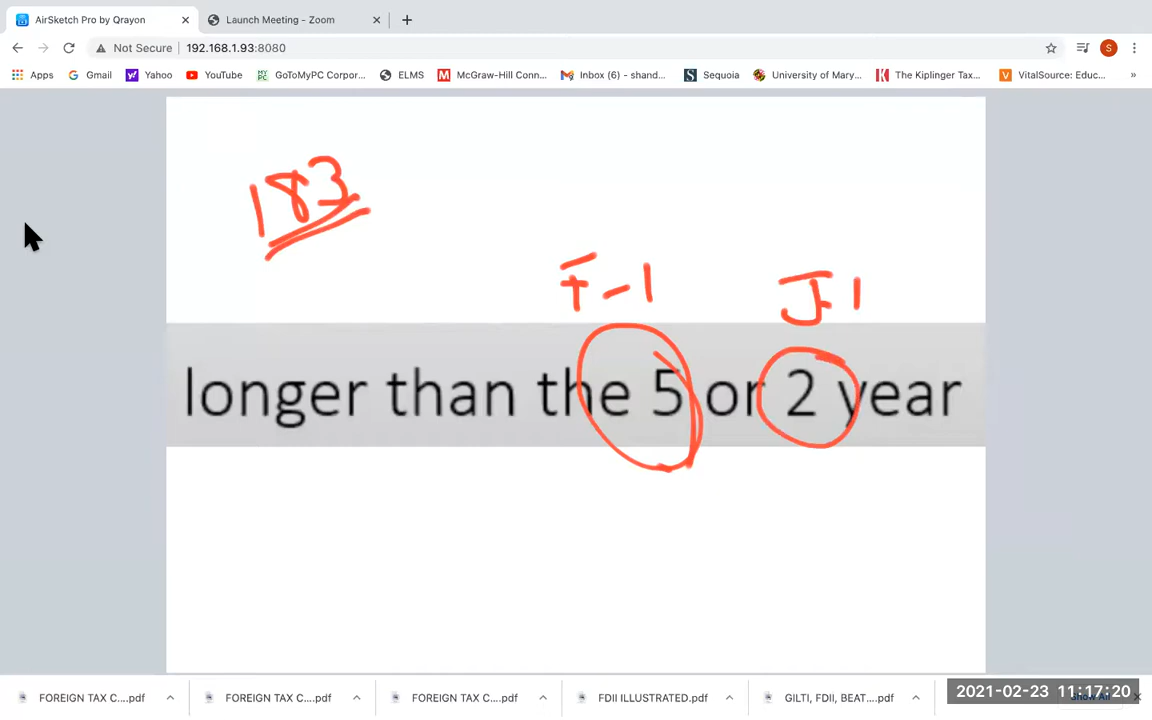 AirSketch Pro by Qrayon
Launch Meeting - Zoom
Not Secure 192.168.1.93:8080
Apps Gmail Yahoo YouTube GoToMyPC Corpor... ELMS McGraw-Hill Conn... Inbox (6) - shand... Sequoia University of Mary... The Kiplinger Tax... VitalSource: Educ... »
183
F-1 J-1
longer than the 5 or 2 year
FOREIGN TAX C....pdf FOREIGN TAX C....pdf FOREIGN TAX C....pdf FDII ILLUSTRATED.pdf GILTI, FDII, BEAT....pdf Show All
2021-02-23 11:17:20